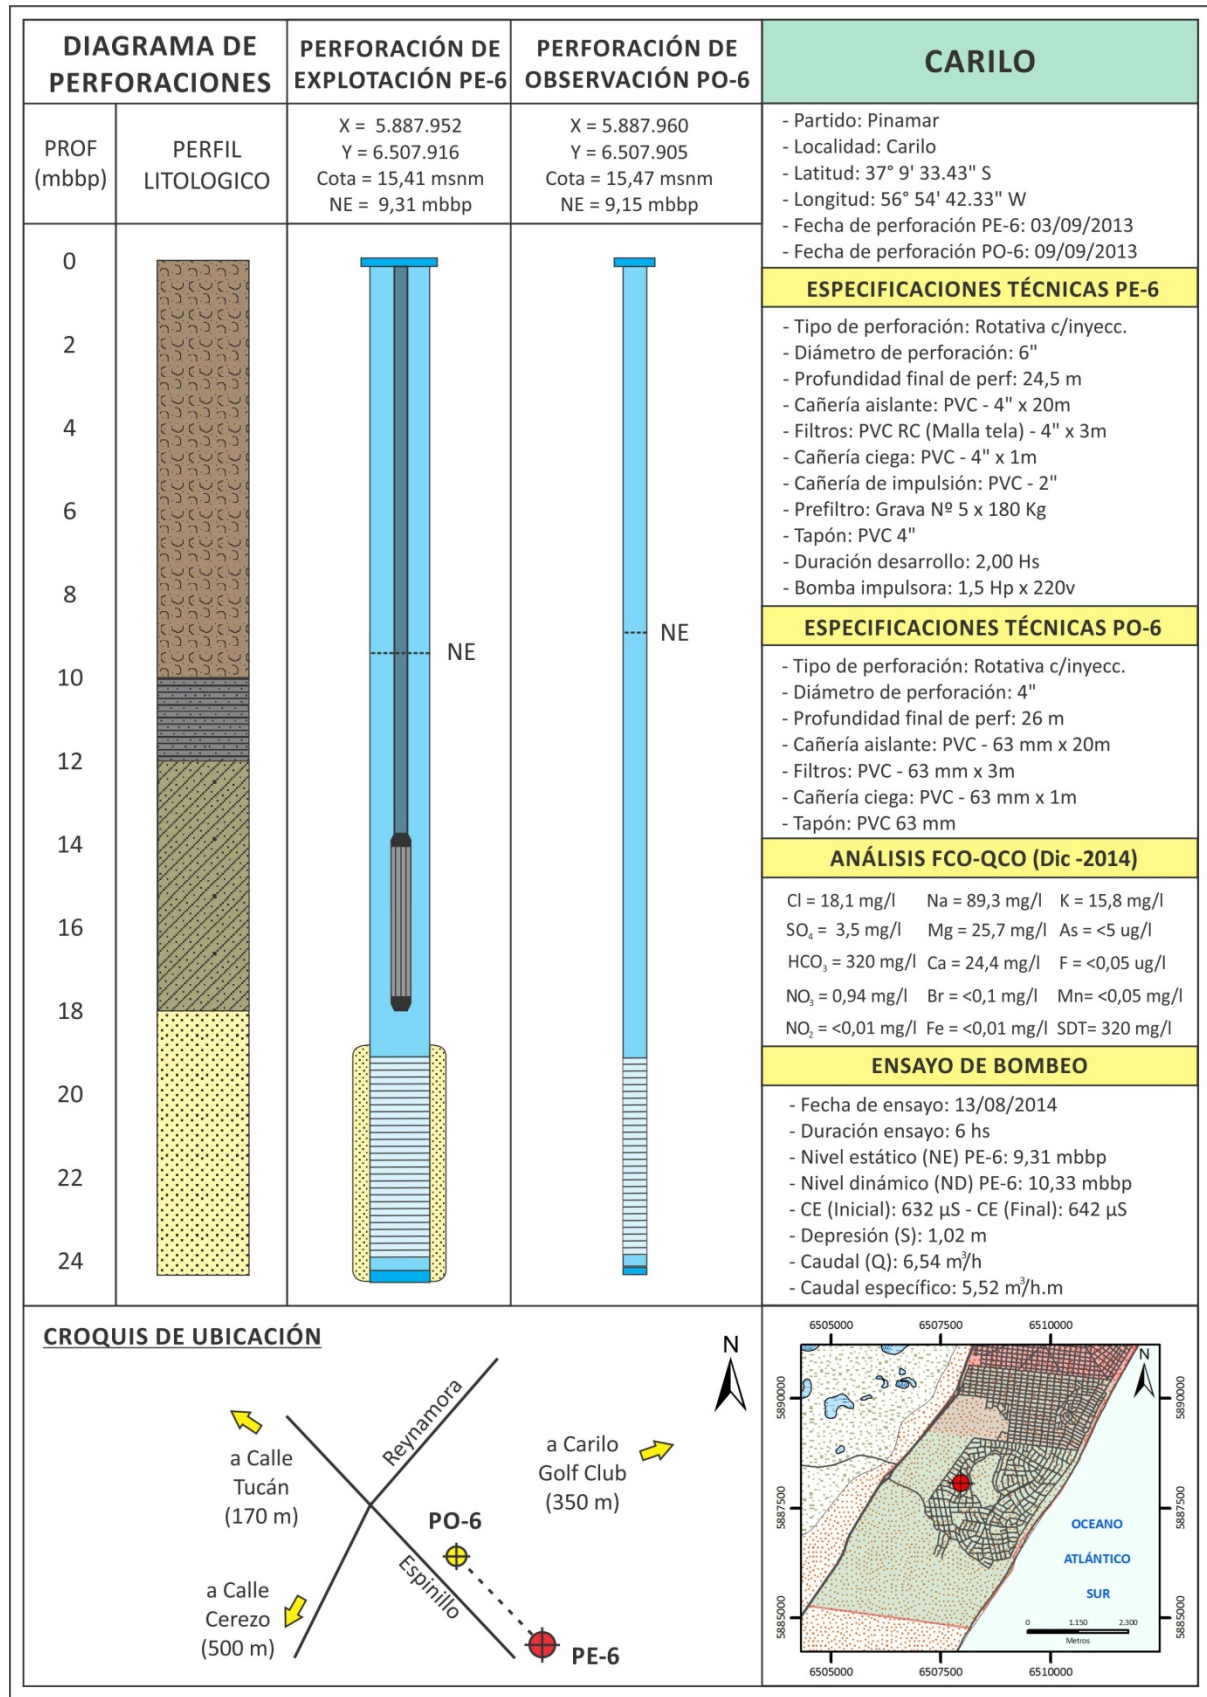 DIAGRAMA DE
PERFORACIONES
PERFORACIÓN DE
EXPLOTACIÓN PE-6
PERFORACIÓN DE
OBSERVACIÓN PO-6
CARILO
PROF
(mbbp)
PERFIL
LITOLOGICO
X = 5.887.952
Y = 6.507.916
Cota = 15,41 msnm
NE = 9,31 mbbp
X = 5.887.960
Y = 6.507.905
Cota = 15,47 msnm
NE = 9,15 mbbp
- Partido: Pinamar
- Localidad: Carilo
- Latitud: 37° 9' 33.43" S
- Longitud: 56° 54' 42.33" W
- Fecha de perforación PE-6: 03/09/2013
- Fecha de perforación PO-6: 09/09/2013
0
2
4
6
8
10
12
14
16
18
20
22
24
NE
NE
ESPECIFICACIONES TÉCNICAS PE-6
- Tipo de perforación: Rotativa c/inyecc.
- Diámetro de perforación: 6"
- Profundidad final de perf: 24,5 m
- Cañería aislante: PVC - 4" x 20m
- Filtros: PVC RC (Malla tela) - 4" x 3m
- Cañería ciega: PVC - 4" x 1m
- Cañería de impulsión: PVC - 2"
- Prefiltro: Grava Nº 5 x 180 Kg
- Tapón: PVC 4"
- Duración desarrollo: 2,00 Hs
- Bomba impulsora: 1,5 Hp x 220v
ESPECIFICACIONES TÉCNICAS PO-6
- Tipo de perforación: Rotativa c/inyecc.
- Diámetro de perforación: 4"
- Profundidad final de perf: 26 m
- Cañería aislante: PVC - 63 mm x 20m
- Filtros: PVC - 63 mm x 3m
- Cañería ciega: PVC - 63 mm x 1m
- Tapón: PVC 63 mm
ANÁLISIS FCO-QCO (Dic -2014)
Cl = 18,1 mg/l Na = 89,3 mg/l K = 15,8 mg/l
SO₄ = 3,5 mg/l Mg = 25,7 mg/l As = <5 ug/l
HCO₃ = 320 mg/l Ca = 24,4 mg/l F = <0,05 ug/l
NO₃ = 0,94 mg/l Br = <0,1 mg/l Mn= <0,05 mg/l
NO₂ = <0,01 mg/l Fe = <0,01 mg/l SDT= 320 mg/l
ENSAYO DE BOMBEO
- Fecha de ensayo: 13/08/2014
- Duración ensayo: 6 hs
- Nivel estático (NE) PE-6: 9,31 mbbp
- Nivel dinámico (ND) PE-6: 10,33 mbbp
- CE (Inicial): 632 µS - CE (Final): 642 µS
- Depresión (S): 1,02 m
- Caudal (Q): 6,54 m³/h
- Caudal específico: 5,52 m³/h.m
CROQUIS DE UBICACIÓN
N
Reynamora
a Calle
Tucán
(170 m)
a Carilo
Golf Club
(350 m)
PO-6
Espinillo
a Calle
Cerezo
(500 m)
PE-6
6505000 6507500 6510000
N
5890000
5890000
5887500
5887500
OCEANO
ATLÁNTICO
SUR
5885000
5885000
0 1.150 2.300
Metros
6505000 6507500 6510000